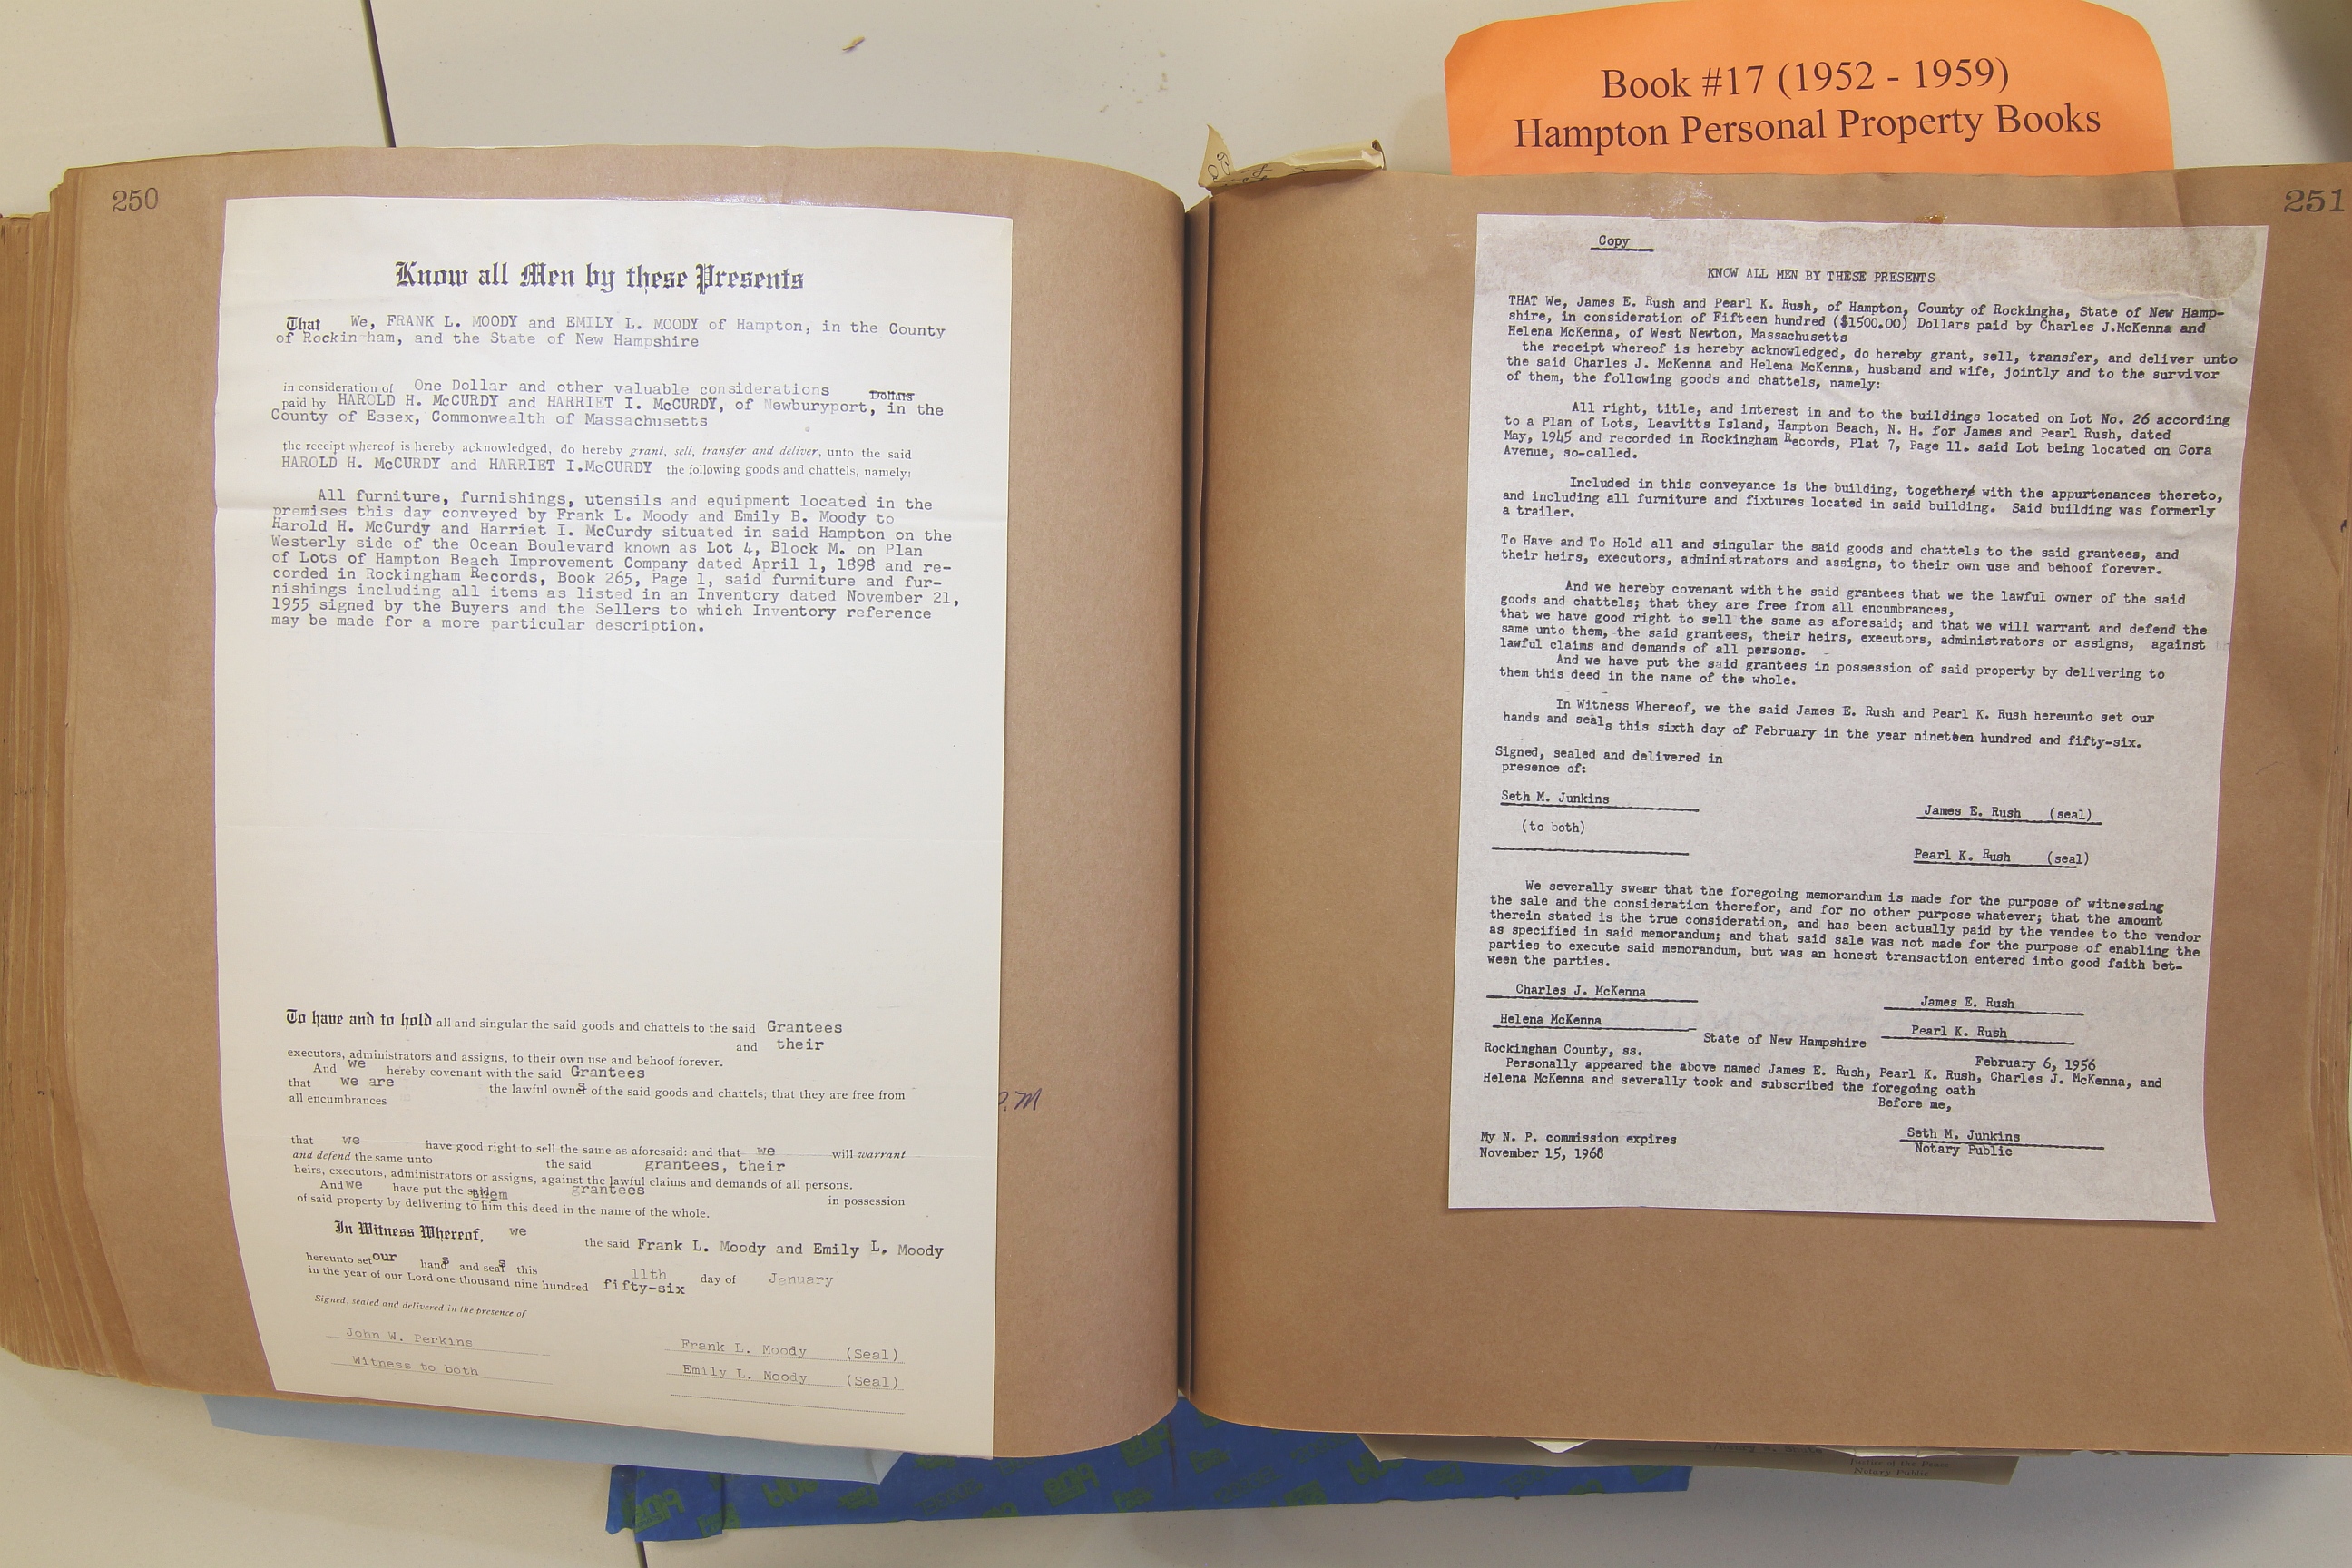 Book #17 (1952 - 1959)
Hampton Personal Property Books
250
Know all Men by these Presents
That We, FRANK L. MOODY and EMILY L. MOODY of Hampton, in the County
of Rockin ham, and the State of New Hampshire
in consideration of One Dollar and other valuable considerations Dollars
paid by HAROLD H. McCURDY and HARRIET I. McCURDY, of Newburyport, in the
County of Essex, Commonwealth of Massachusetts
the receipt whereof is hereby acknowledged, do hereby grant, sell, transfer and deliver, unto the said
HAROLD H. McCURDY and HARRIET I.McCURDY the following goods and chattels, namely:
All furniture, furnishings, utensils and equipment located in the
premises this day conveyed by Frank L. Moody and Emily B. Moody to
Harold H. McCurdy and Harriet I. McCurdy situated in said Hampton on the
Westerly side of the Ocean Boulevard known as Lot 4, Block M. on Plan
of Lots of Hampton Beach Improvement Company dated April 1, 1898 and re-
corded in Rockingham Records, Book 265, Page 1, said furniture and fur-
nishings including all items as listed in an Inventory dated November 21,
1955 signed by the Buyers and the Sellers to which Inventory reference
may be made for a more particular description.
To have and to hold all and singular the said goods and chattels to the said Grantees
and their
executors, administrators and assigns, to their own use and behoof forever.
And we hereby covenant with the said Grantees
that we are the lawful owners of the said goods and chattels; that they are free from
all encumbrances
that we have good right to sell the same as aforesaid: and that we will warrant
and defend the same unto the said grantees, their
heirs, executors, administrators or assigns, against the lawful claims and demands of all persons.
And we have put the said grantees in possession
of said property by delivering to him them this deed in the name of the whole.
In Witness Whereof, we the said Frank L. Moody and Emily L. Moody
hereunto set our hands and seals this 11th day of January
in the year of our Lord one thousand nine hundred fifty-six
Signed, sealed and delivered in the presence of
John W. Perkins
Witness to both
Frank L. Moody (Seal)
Emily L. Moody (Seal)
251
Copy
KNOW ALL MEN BY THESE PRESENTS
THAT We, James E. Rush and Pearl K. Rush, of Hampton, County of Rockingha, State of New Hamp-
shire, in consideration of Fifteen hundred ($1500.00) Dollars paid by Charles J.McKenna and
Helena McKenna, of West Newton, Massachusetts
the receipt whereof is hereby acknowledged, do hereby grant, sell, transfer, and deliver unto
the said Charles J. McKenna and Helena McKenna, husband and wife, jointly and to the survivor
of them, the following goods and chattels, namely:
All right, title, and interest in and to the buildings located on Lot No. 26 according
to a Plan of Lots, Leavitts Island, Hampton Beach, N. H. for James and Pearl Rush, dated
May, 1945 and recorded in Rockingham Records, Plat 7, Page 11. said Lot being located on Cora
Avenue, so-called.
Included in this conveyance is the building, together with the appurtenances thereto,
and including all furniture and fixtures located in said building. Said building was formerly
a trailer.
To Have and To Hold all and singular the said goods and chattels to the said grantees, and
their heirs, executors, administrators and assigns, to their own use and behoof forever.
And we hereby covenant with the said grantees that we the lawful owner of the said
goods and chattels; that they are free from all encumbrances,
that we have good right to sell the same as aforesaid; and that we will warrant and defend the
same unto them, the said grantees, their heirs, executors, administrators or assigns, against
lawful claims and demands of all persons.
And we have put the said grantees in possession of said property by delivering to
them this deed in the name of the whole.
In Witness Whereof, we the said James E. Rush and Pearl K. Rush hereunto set our
hands and seals this sixth day of February in the year nineteen hundred and fifty-six.
Signed, sealed and delivered in
presence of:
Seth M. Junkins
(to both)
James E. Rush (seal)
Pearl K. Rush (seal)
We severally swear that the foregoing memorandum is made for the purpose of witnessing
the sale and the consideration therefor, and for no other purpose whatever; that the amount
therein stated is the true consideration, and has been actually paid by the vendee to the vendor
as specified in said memorandum; and that said sale was not made for the purpose of enabling the
parties to execute said memorandum, but was an honest transaction entered into good faith bet-
ween the parties.
Charles J. McKenna
Helena McKenna
James E. Rush
Pearl K. Rush
State of New Hampshire
Rockingham County, ss.
February 6, 1956
Personally appeared the above named James E. Rush, Pearl K. Rush, Charles J. McKenna, and
Helena McKenna and severally took and subscribed the foregoing oath
Before me,
My N. P. commission expires
November 15, 1968
Seth M. Junkins
Notary Public
Justice of the Peace
Notary Public